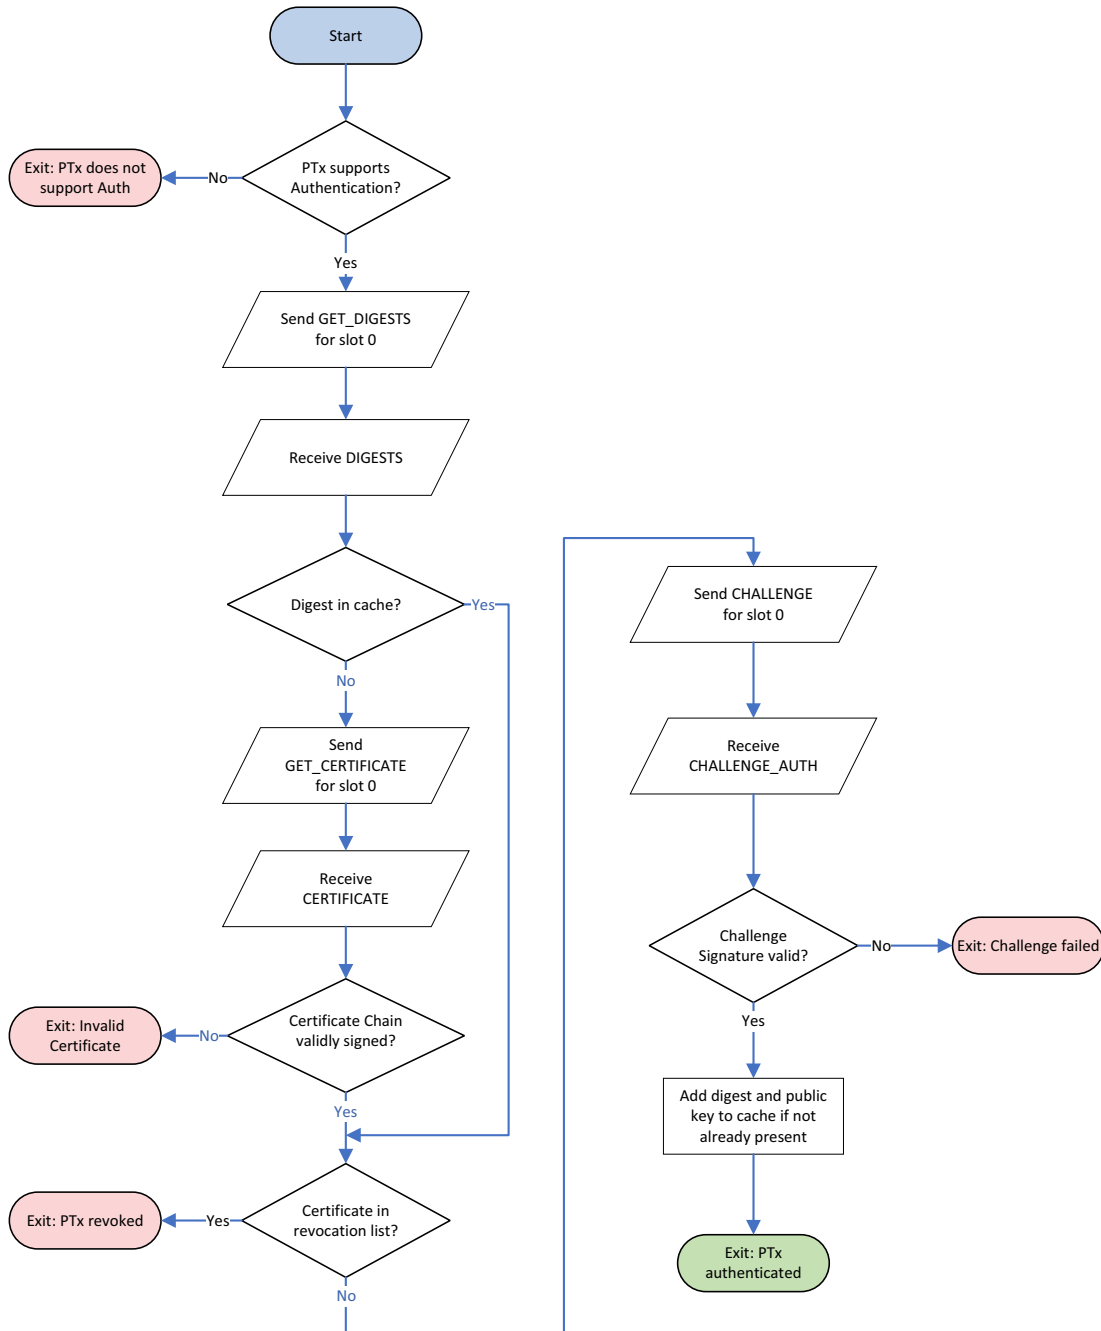 Start
PTx supports
Authentication?
No
Exit: PTx does not
support Auth
Yes
Send GET_DIGESTS
for slot 0
Receive DIGESTS
Digest in cache?
Yes
No
Send
GET_CERTIFICATE
for slot 0
Receive
CERTIFICATE
Certificate Chain
validly signed?
No
Exit: Invalid
Certificate
Yes
Certificate in
revocation list?
Yes
Exit: PTx revoked
No
Send CHALLENGE
for slot 0
Receive
CHALLENGE_AUTH
Challenge
Signature valid?
No
Exit: Challenge failed
Yes
Add digest and public
key to cache if not
already present
Exit: PTx
authenticated